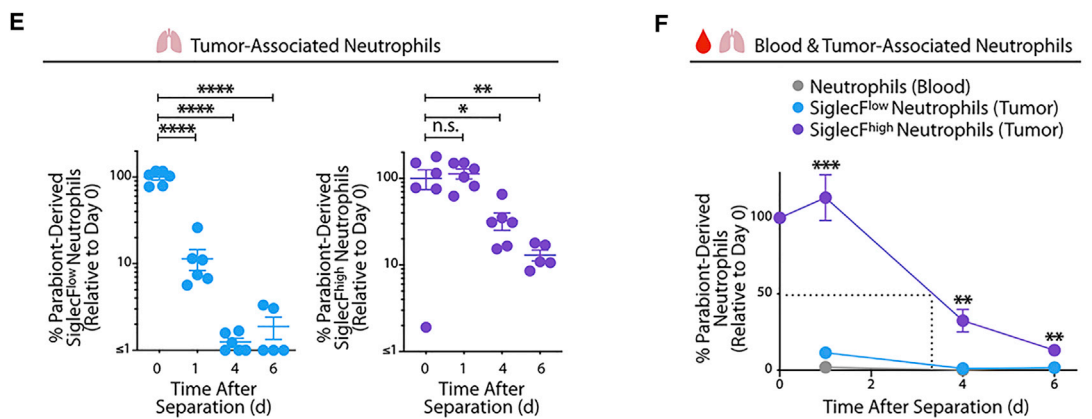 E
Tumor-Associated Neutrophils
****
****
****
% Parabiont-Derived
SiglecFlow Neutrophils
(Relative to Day 0)
100
10
≤1
0 1 4 6
Time After
Separation (d)
**
*
n.s.
% Parabiont-Derived
SiglecFhigh Neutrophils
(Relative to Day 0)
100
10
≤1
0 1 4 6
Time After
Separation (d)
F
Blood & Tumor-Associated Neutrophils
Neutrophils (Blood)
SiglecFlow Neutrophils (Tumor)
SiglecFhigh Neutrophils (Tumor)
***
**
**
% Parabiont-Derived
Neutrophils
(Relative to Day 0)
100
50
0
0 2 4 6
Time After Separation (d)